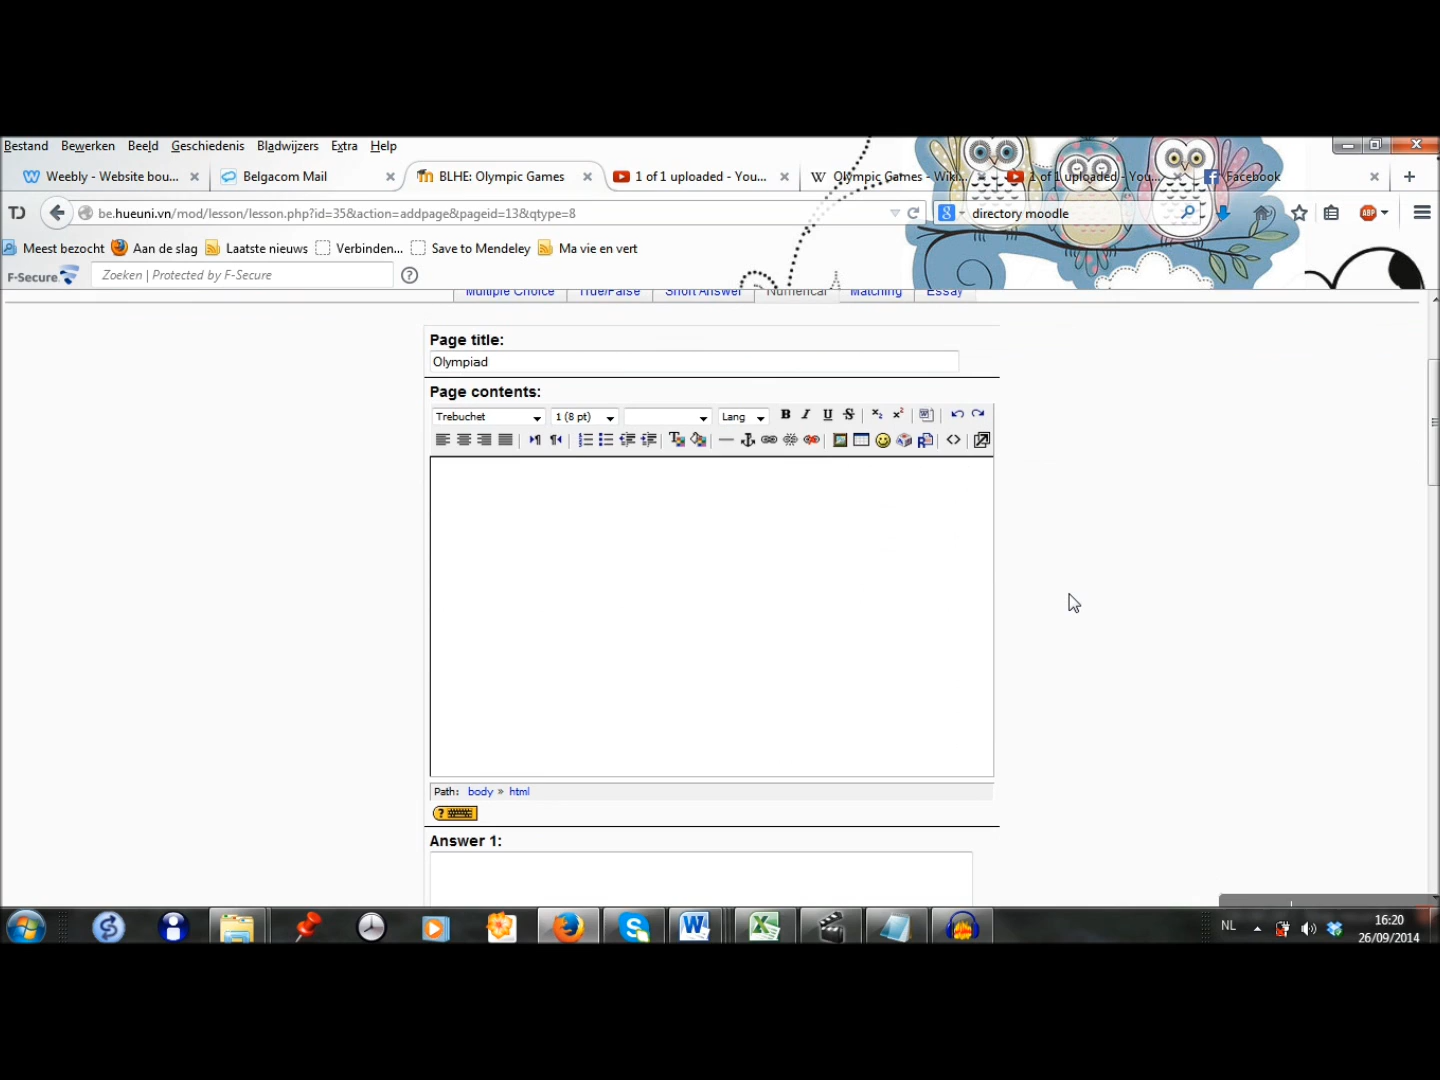 Bestand Bewerken Beeld Geschiedenis Bladwijzers Extra Help
Weebly - Website bou... Belgacom Mail BLHE: Olympic Games 1 of 1 uploaded - You... Olympic Games - Wiki... 1 of 1 uploaded - You... Facebook
be.hueuni.vn/mod/lesson/lesson.php?id=35&action=addpage&pageid=13&qtype=8 directory moodle ABP
Meest bezocht Aan de slag Laatste nieuws Verbinden... Save to Mendeley Ma vie en vert
F-Secure Zoeken | Protected by F-Secure
Multiple Choice True/False Short Answer Numerical Matching Essay
Page title:
Olympiad
Page contents:
Trebuchet 1 (8 pt) Lang B I U S
Path: body » html
Answer 1:
NL 16:20
26/09/2014